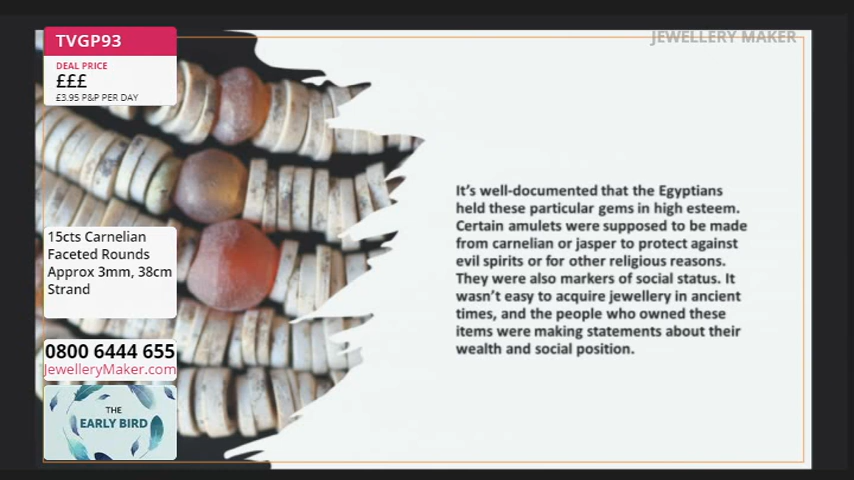 TVGP93
DEAL PRICE
£££
£3.95 P&P PER DAY
15cts Carnelian
Faceted Rounds
Approx 3mm, 38cm
Strand
0800 6444 655
JewelleryMaker.com
THE
EARLY BIRD
JEWELLERY MAKER
It's well-documented that the Egyptians
held these particular gems in high esteem.
Certain amulets were supposed to be made
from carnelian or jasper to protect against
evil spirits or for other religious reasons.
They were also markers of social status. It
wasn't easy to acquire jewellery in ancient
times, and the people who owned these
items were making statements about their
wealth and social position.